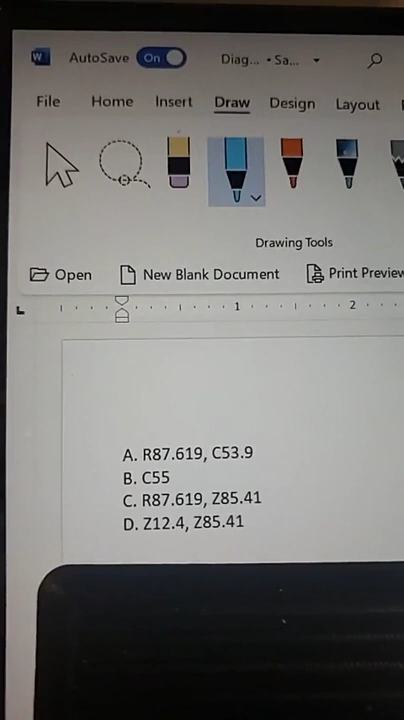 W AutoSave On Diag... • Sa...
File Home Insert Draw Design Layout
Drawing Tools
Open New Blank Document Print Preview
1 2
A. R87.619, C53.9
B. C55
C. R87.619, Z85.41
D. Z12.4, Z85.41